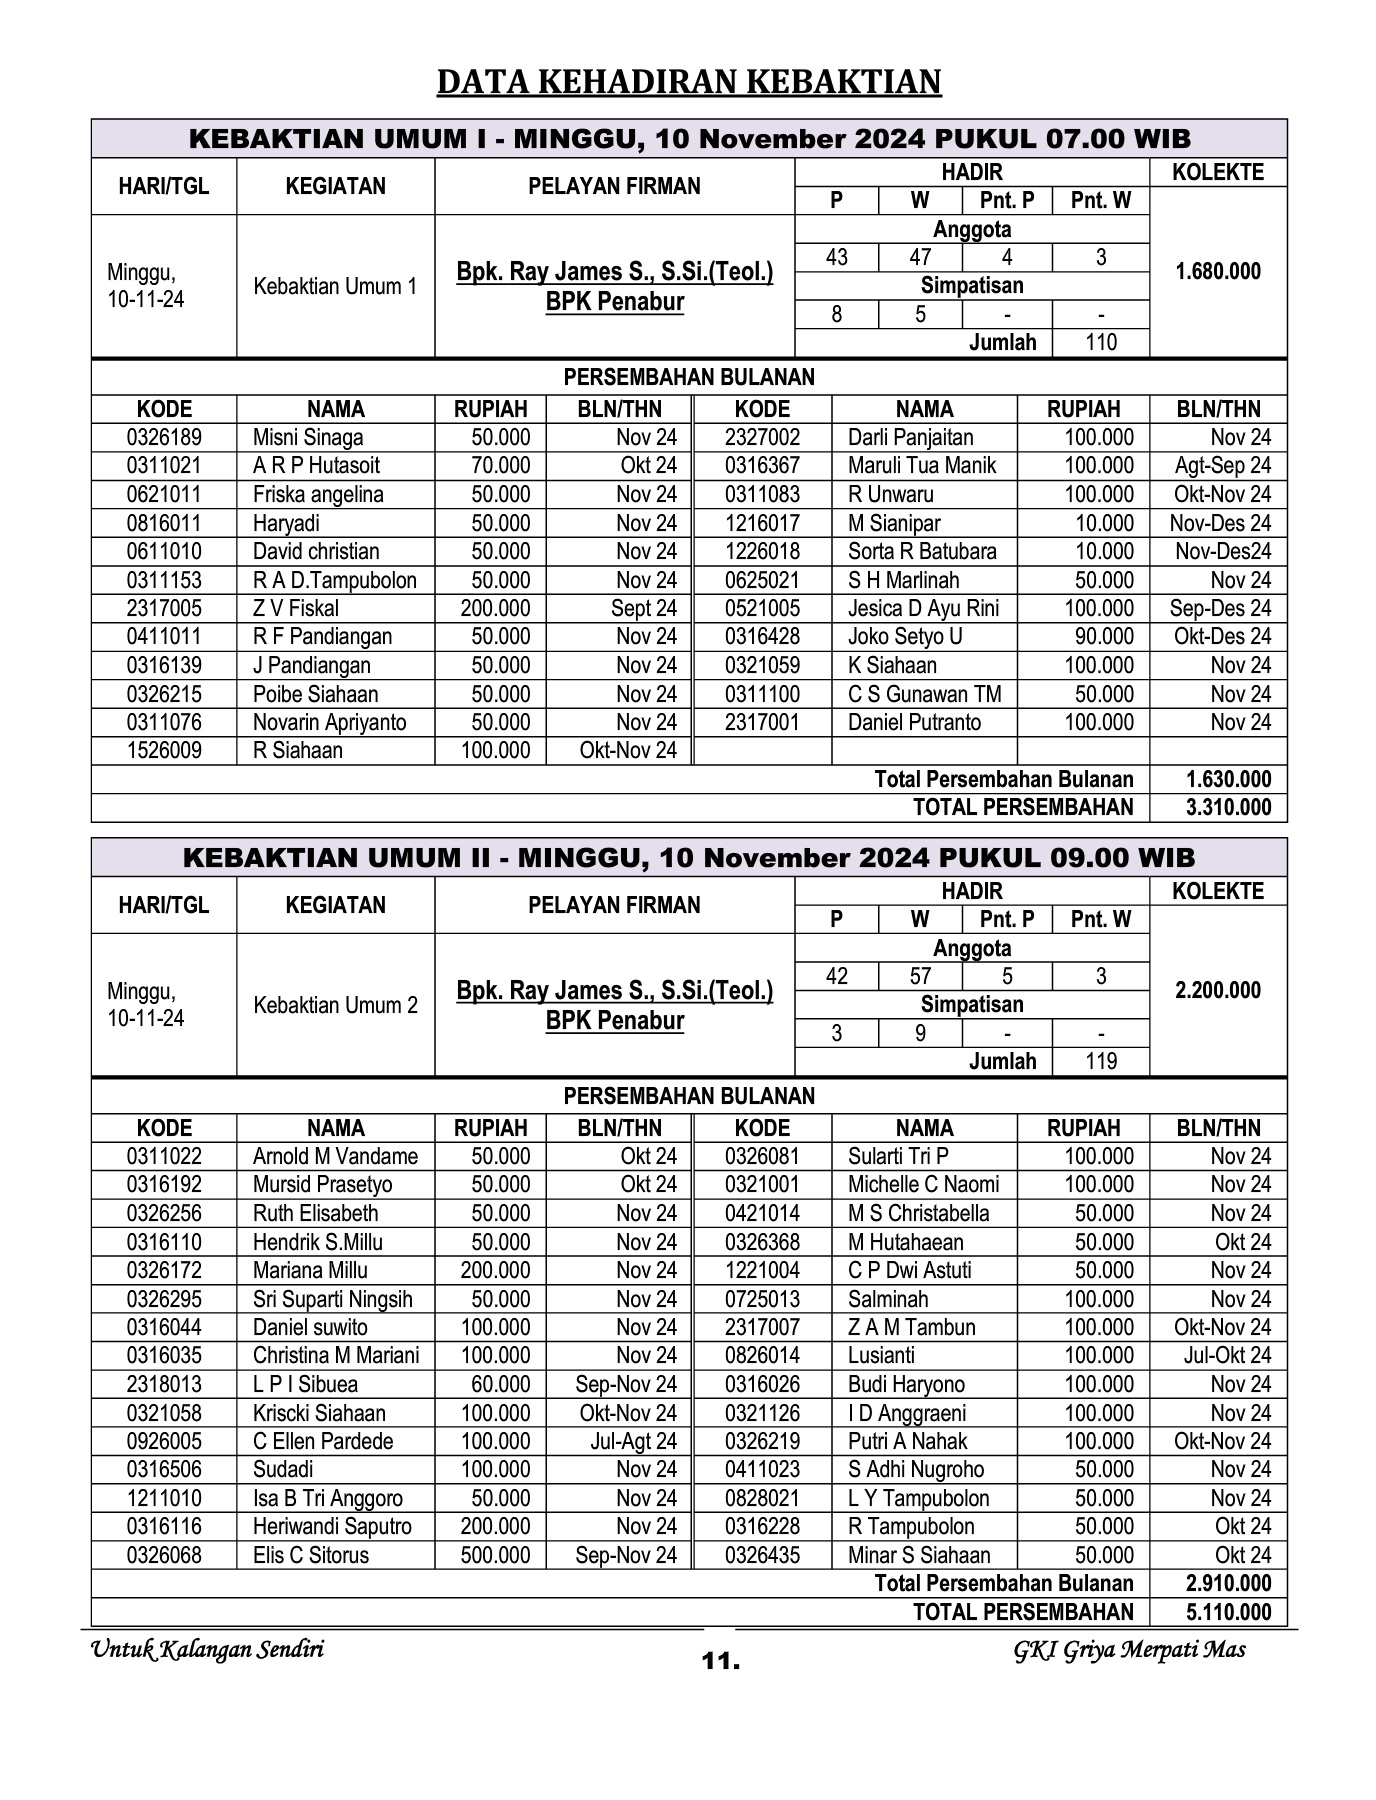 DATA KEHADIRAN KEBAKTIAN
KEBAKTIAN UMUM I - MINGGU, 10 November 2024 PUKUL 07.00 WIB
HARI/TGL KEGIATAN PELAYAN FIRMAN HADIR KOLEKTE
P W Pnt. P Pnt. W
Minggu, 10-11-24 Kebaktian Umum 1 Bpk. Ray James S., S.Si.(Teol.) BPK Penabur 1.680.000
Anggota
43 47 4 3
Simpatisan
8 5 - -
Jumlah 110
PERSEMBAHAN BULANAN
KODE NAMA RUPIAH BLN/THN KODE NAMA RUPIAH BLN/THN
0326189 Misni Sinaga 50.000 Nov 24 2327002 Darli Panjaitan 100.000 Nov 24
0311021 A R P Hutasoit 70.000 Okt 24 0316367 Maruli Tua Manik 100.000 Agt-Sep 24
0621011 Friska angelina 50.000 Nov 24 0311083 R Unwaru 100.000 Okt-Nov 24
0816011 Haryadi 50.000 Nov 24 1216017 M Sianipar 10.000 Nov-Des 24
0611010 David christian 50.000 Nov 24 1226018 Sorta R Batubara 10.000 Nov-Des24
0311153 R A D.Tampubolon 50.000 Nov 24 0625021 S H Marlinah 50.000 Nov 24
2317005 Z V Fiskal 200.000 Sept 24 0521005 Jesica D Ayu Rini 100.000 Sep-Des 24
0411011 R F Pandiangan 50.000 Nov 24 0316428 Joko Setyo U 90.000 Okt-Des 24
0316139 J Pandiangan 50.000 Nov 24 0321059 K Siahaan 100.000 Nov 24
0326215 Poibe Siahaan 50.000 Nov 24 0311100 C S Gunawan TM 50.000 Nov 24
0311076 Novarin Apriyanto 50.000 Nov 24 2317001 Daniel Putranto 100.000 Nov 24
1526009 R Siahaan 100.000 Okt-Nov 24
Total Persembahan Bulanan 1.630.000
TOTAL PERSEMBAHAN 3.310.000
KEBAKTIAN UMUM II - MINGGU, 10 November 2024 PUKUL 09.00 WIB
HARI/TGL KEGIATAN PELAYAN FIRMAN HADIR KOLEKTE
P W Pnt. P Pnt. W
Minggu, 10-11-24 Kebaktian Umum 2 Bpk. Ray James S., S.Si.(Teol.) BPK Penabur 2.200.000
Anggota
42 57 5 3
Simpatisan
3 9 - -
Jumlah 119
PERSEMBAHAN BULANAN
KODE NAMA RUPIAH BLN/THN KODE NAMA RUPIAH BLN/THN
0311022 Arnold M Vandame 50.000 Okt 24 0326081 Sularti Tri P 100.000 Nov 24
0316192 Mursid Prasetyo 50.000 Okt 24 0321001 Michelle C Naomi 100.000 Nov 24
0326256 Ruth Elisabeth 50.000 Nov 24 0421014 M S Christabella 50.000 Nov 24
0316110 Hendrik S.Millu 50.000 Nov 24 0326368 M Hutahaean 50.000 Okt 24
0326172 Mariana Millu 200.000 Nov 24 1221004 C P Dwi Astuti 50.000 Nov 24
0326295 Sri Suparti Ningsih 50.000 Nov 24 0725013 Salminah 100.000 Nov 24
0316044 Daniel suwito 100.000 Nov 24 2317007 Z A M Tambun 100.000 Okt-Nov 24
0316035 Christina M Mariani 100.000 Nov 24 0826014 Lusianti 100.000 Jul-Okt 24
2318013 L P I Sibuea 60.000 Sep-Nov 24 0316026 Budi Haryono 100.000 Nov 24
0321058 Kriscki Siahaan 100.000 Okt-Nov 24 0321126 I D Anggraeni 100.000 Nov 24
0926005 C Ellen Pardede 100.000 Jul-Agt 24 0326219 Putri A Nahak 100.000 Okt-Nov 24
0316506 Sudadi 100.000 Nov 24 0411023 S Adhi Nugroho 50.000 Nov 24
1211010 Isa B Tri Anggoro 50.000 Nov 24 0828021 L Y Tampubolon 50.000 Nov 24
0316116 Heriwandi Saputro 200.000 Nov 24 0316228 R Tampubolon 50.000 Okt 24
0326068 Elis C Sitorus 500.000 Sep-Nov 24 0326435 Minar S Siahaan 50.000 Okt 24
Total Persembahan Bulanan 2.910.000
TOTAL PERSEMBAHAN 5.110.000
Untuk Kalangan Sendiri 11. GKI Griya Merpati Mas